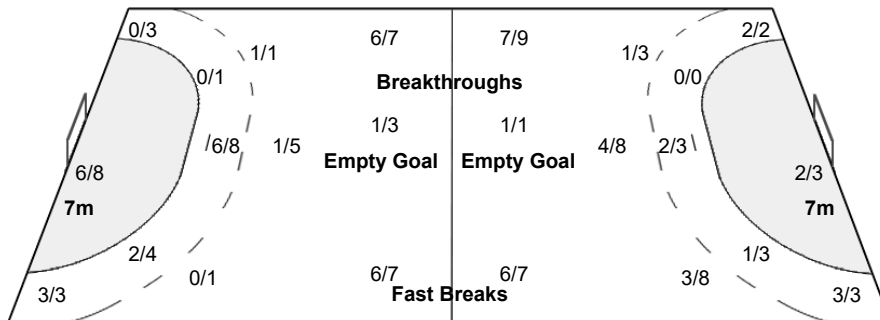 0/3 1/1 6/7 7/9 1/3 2/2
0/1 Breakthroughs 0/0
6/8 1/5 1/3 1/1 4/8 2/3
Empty Goal Empty Goal
6/8 2/3
7m 7m
2/4 1/3
0/1 6/7 6/7 3/8
3/3 Fast Breaks 3/3